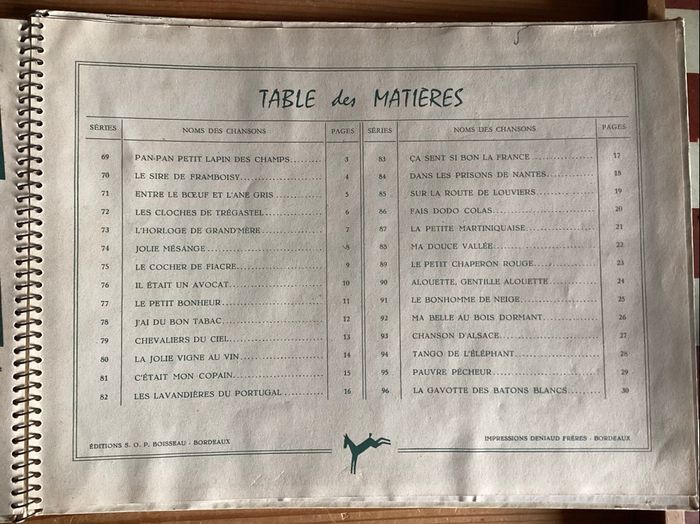 TABLE des MATIÈRES
SÉRIES NOMS DES CHANSONS PAGES SÉRIES NOMS DES CHANSONS PAGES
69 PAN-PAN PETIT LAPIN DES CHAMPS 3
70 LE SIRE DE FRAMBOISY 4
71 ENTRE LE BŒUF ET L'ANE GRIS 5
72 LES CLOCHES DE TRÉGASTEL 6
73 L'HORLOGE DE GRAND'MÈRE 7
74 JOLIE MÉSANGE 8
75 LE COCHER DE FIACRE 9
76 IL ÉTAIT UN AVOCAT 10
77 LE PETIT BONHEUR 11
78 J'AI DU BON TABAC 12
79 CHEVALIERS DU CIEL 13
80 LA JOLIE VIGNE AU VIN 14
81 C'ÉTAIT MON COPAIN 15
82 LES LAVANDIÈRES DU PORTUGAL 16
83 ÇA SENT SI BON LA FRANCE 17
84 DANS LES PRISONS DE NANTES 18
85 SUR LA ROUTE DE LOUVIERS 19
86 FAIS DODO COLAS 20
87 LA PETITE MARTINIQUAISE 21
88 MA DOUCE VALLÉE 22
89 LE PETIT CHAPERON ROUGE 23
90 ALOUETTE, GENTILLE ALOUETTE 24
91 LE BONHOMME DE NEIGE 25
92 MA BELLE AU BOIS DORMANT 26
93 CHANSON D'ALSACE 27
94 TANGO DE L'ÉLÉPHANT 28
95 PAUVRE PÊCHEUR 29
96 LA GAVOTTE DES BATONS BLANCS 30
ÉDITIONS S. O. P. BOISSEAU - BORDEAUX
IMPRESSIONS DENIAUD FRÈRES - BORDEAUX